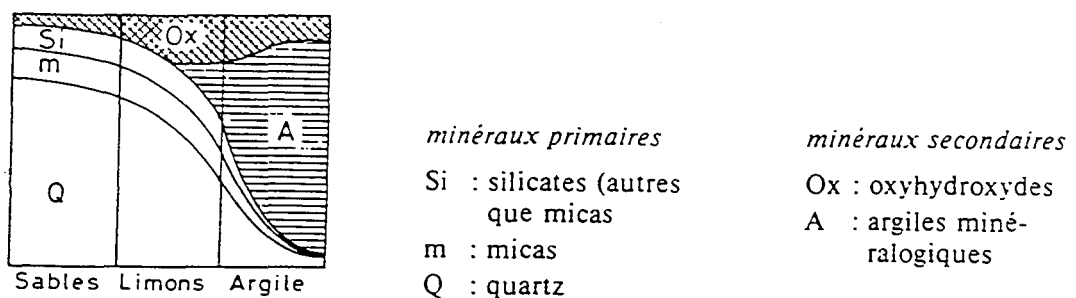 Ox
Si
m
A
Q
Sables Limons Argile
minéraux primaires
Si : silicates (autres
que micas
m : micas
Q : quartz
minéraux secondaires
Ox : oxyhydroxydes
A : argiles miné-
ralogiques